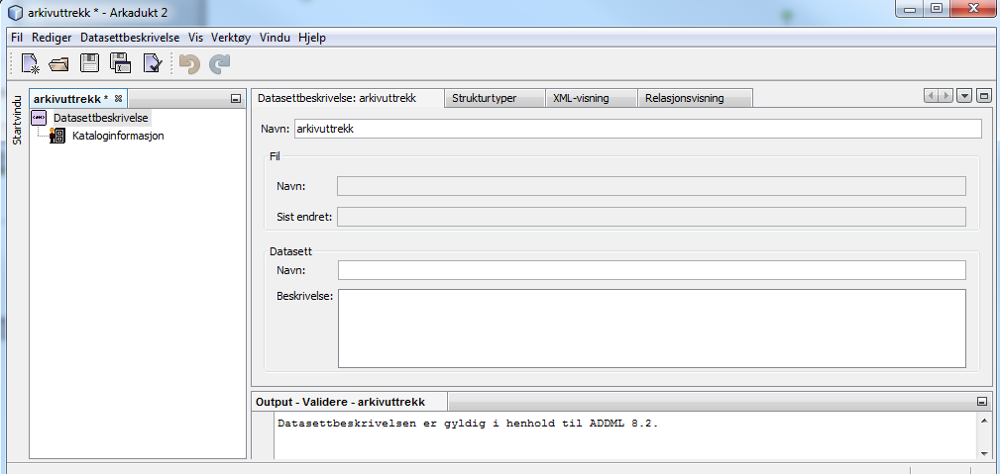 arkivuttrekk * - Arkadukt 2
Fil Rediger Datasettbeskrivelse Vis Verktøy Vindu Hjelp
Startvindu
arkivuttrekk *
Datasettbeskrivelse
Kataloginformasjon
Datasettbeskrivelse: arkivuttrekk Strukturtyper XML-visning Relasjonsvisning
Navn: arkivuttrekk
Fil
Navn:
Sist endret:
Datasett
Navn:
Beskrivelse:
Output - Validere - arkivuttrekk
Datasettbeskrivelsen er gyldig i henhold til ADDML 8.2.